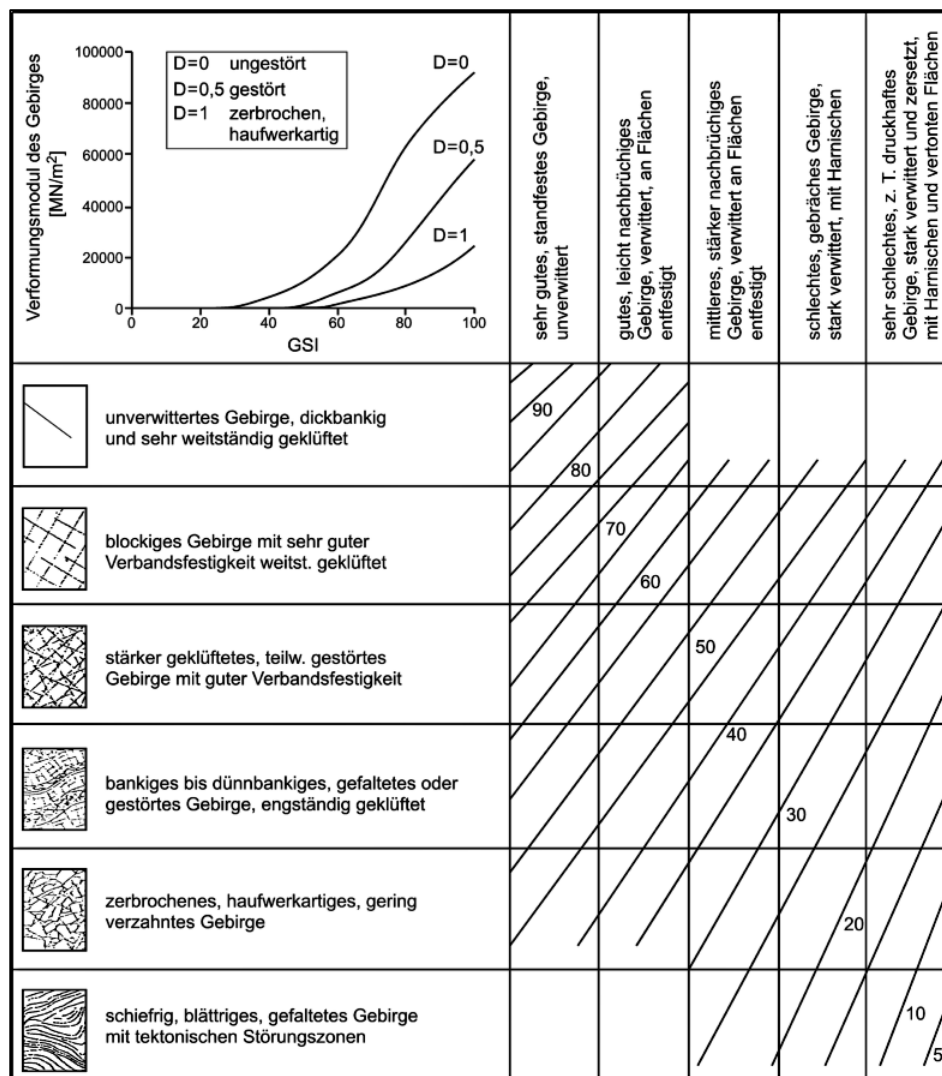 Verformungsmodul des Gebirges
[MN/m²]
100000
80000
60000
40000
20000
0
0
20
40
60
80
100
GSI
D=0 ungestört
D=0,5 gestört
D=1 zerbrochen,
haufwerkartig
D=0
D=0,5
D=1
sehr gutes, standfestes Gebirge,
unverwittert
gutes, leicht nachbrüchiges
Gebirge, verwittert, an Flächen
entfestigt
mittleres, stärker nachbrüchiges
Gebirge, verwittert an Flächen
entfestigt
schlechtes, gebräches Gebirge,
stark verwittert, mit Harnischen
sehr schlechtes, z. T. druckhaftes
Gebirge, stark verwittert und zersetzt,
mit Harnischen und vertonten Flächen
unverwittertes Gebirge, dickbankig
und sehr weitständig geklüftet
90
80
blockiges Gebirge mit sehr guter
Verbandsfestigkeit weitst. geklüftet
70
60
stärker geklüftetes, teilw. gestörtes
Gebirge mit guter Verbandsfestigkeit
50
40
bankiges bis dünnbankiges, gefaltetes oder
gestörtes Gebirge, engständig geklüftet
30
zerbrochenes, haufwerkartiges, gering
verzahntes Gebirge
20
schiefrig, blättriges, gefaltetes Gebirge
mit tektonischen Störungszonen
10
5